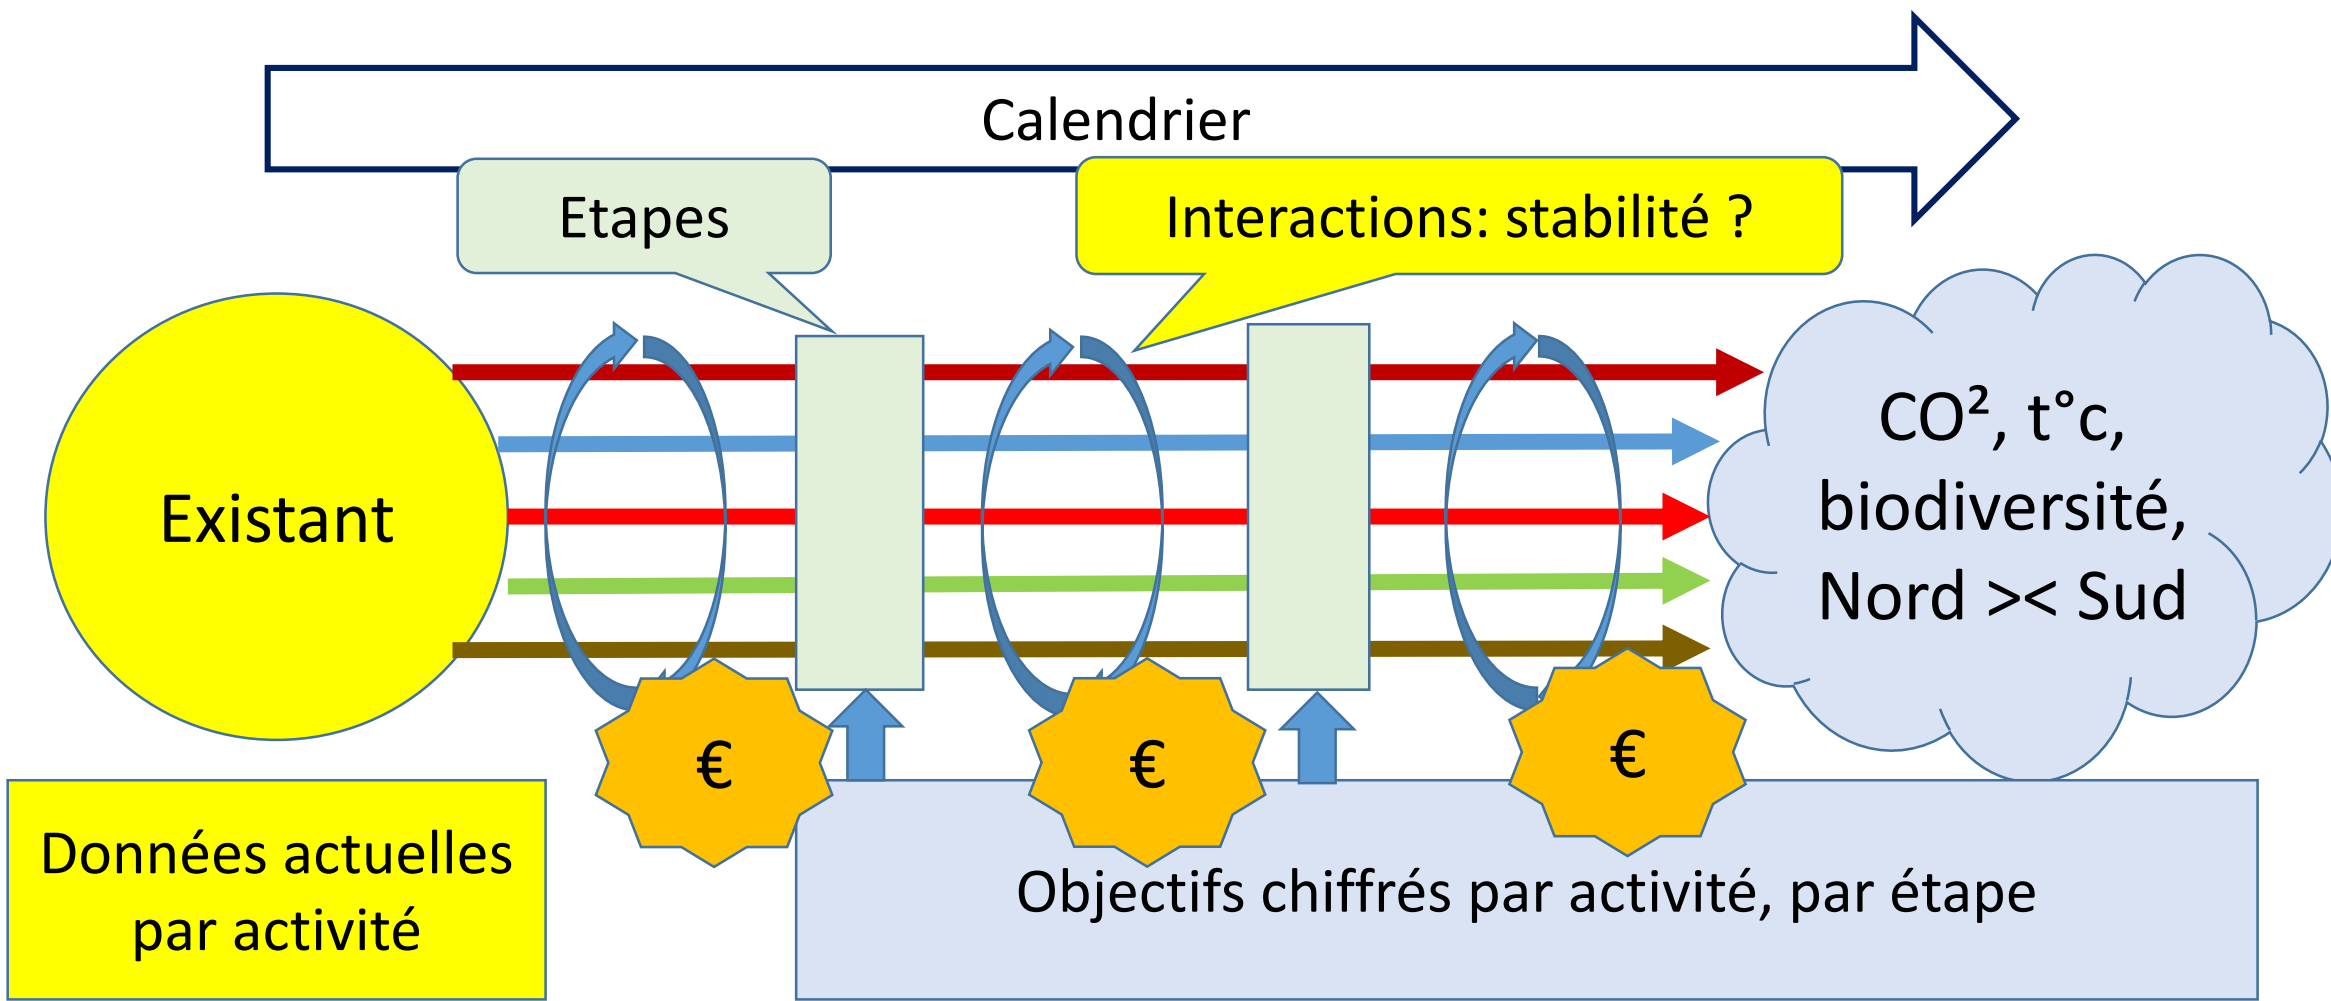 Calendrier
Etapes
Interactions: stabilité ?
Existant
CO², t°c,
biodiversité,
Nord >< Sud
€
€
€
Données actuelles
par activité
Objectifs chiffrés par activité, par étape